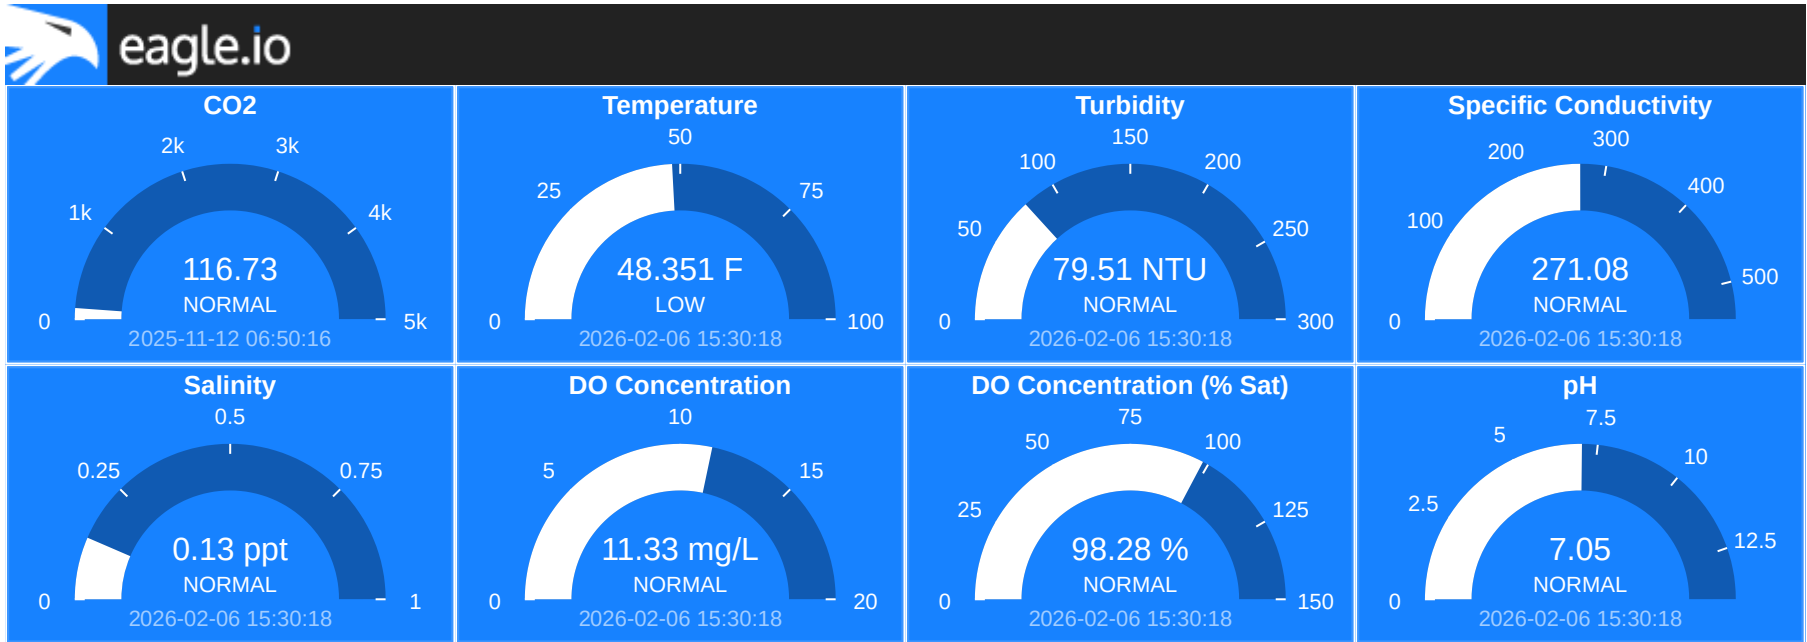 eagle.io
CO2
0
1k
2k
3k
4k
5k
116.73
NORMAL
2025-11-12 06:50:16
Temperature
0
25
50
75
100
48.351 F
LOW
2026-02-06 15:30:18
Turbidity
0
50
100
150
200
250
300
79.51 NTU
NORMAL
2026-02-06 15:30:18
Specific Conductivity
0
100
200
300
400
500
271.08
NORMAL
2026-02-06 15:30:18
Salinity
0
0.25
0.5
0.75
1
0.13 ppt
NORMAL
2026-02-06 15:30:18
DO Concentration
0
5
10
15
20
11.33 mg/L
NORMAL
2026-02-06 15:30:18
DO Concentration (% Sat)
0
25
50
75
100
125
150
98.28 %
NORMAL
2026-02-06 15:30:18
pH
0
2.5
5
7.5
10
12.5
7.05
NORMAL
2026-02-06 15:30:18